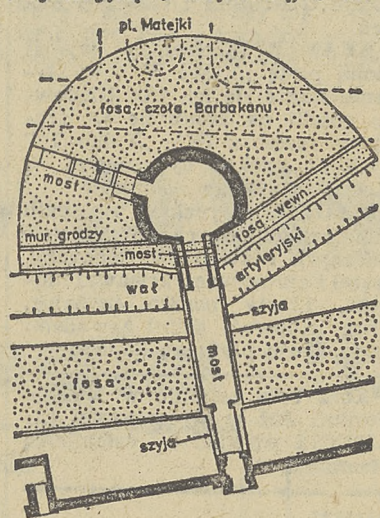 pl. Matejki
fosa czoła Barbakanu
most
fosa wewn.
mur grodzy
most
artyleryjski
wał
szyja
most
fosa
szyja